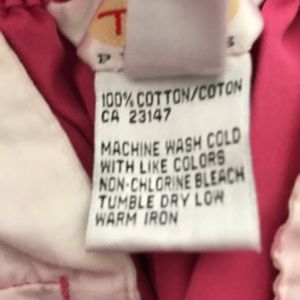 100% COTTON/COTON
CA 23147
MACHINE WASH COLD
WITH LIKE COLORS
NON-CHLORINE BLEACH
TUMBLE DRY LOW
WARM IRON